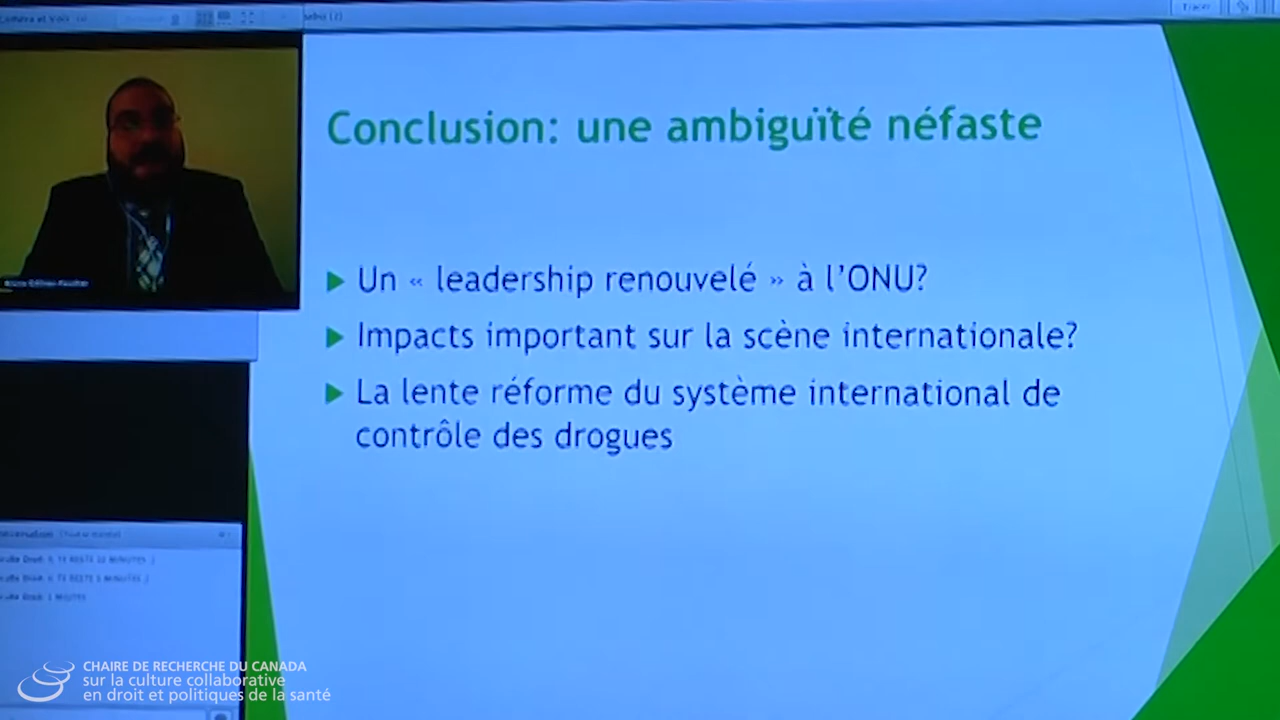 Conclusion: une ambiguïté néfaste
Un « leadership renouvelé » à l'ONU?
Impacts important sur la scène internationale?
La lente réforme du système international de
contrôle des drogues
CHAIRE DE RECHERCHE DU CANADA
sur la culture collaborative
en droit et politiques de la santé